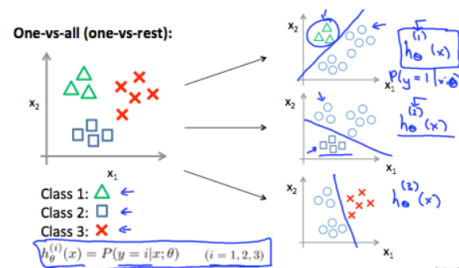 One-vs-all (one-vs-rest):
x₂
x₁
Class 1:
Class 2:
Class 3:
h_θ^{(i)}(x) = P(y = i|x; θ) (i = 1, 2, 3)
x₂
x₁
h_θ^{(1)}(x)
P(y=1|x;θ)
x₂
x₁
h_θ^{(2)}(x)
x₂
x₁
h_θ^{(3)}(x)